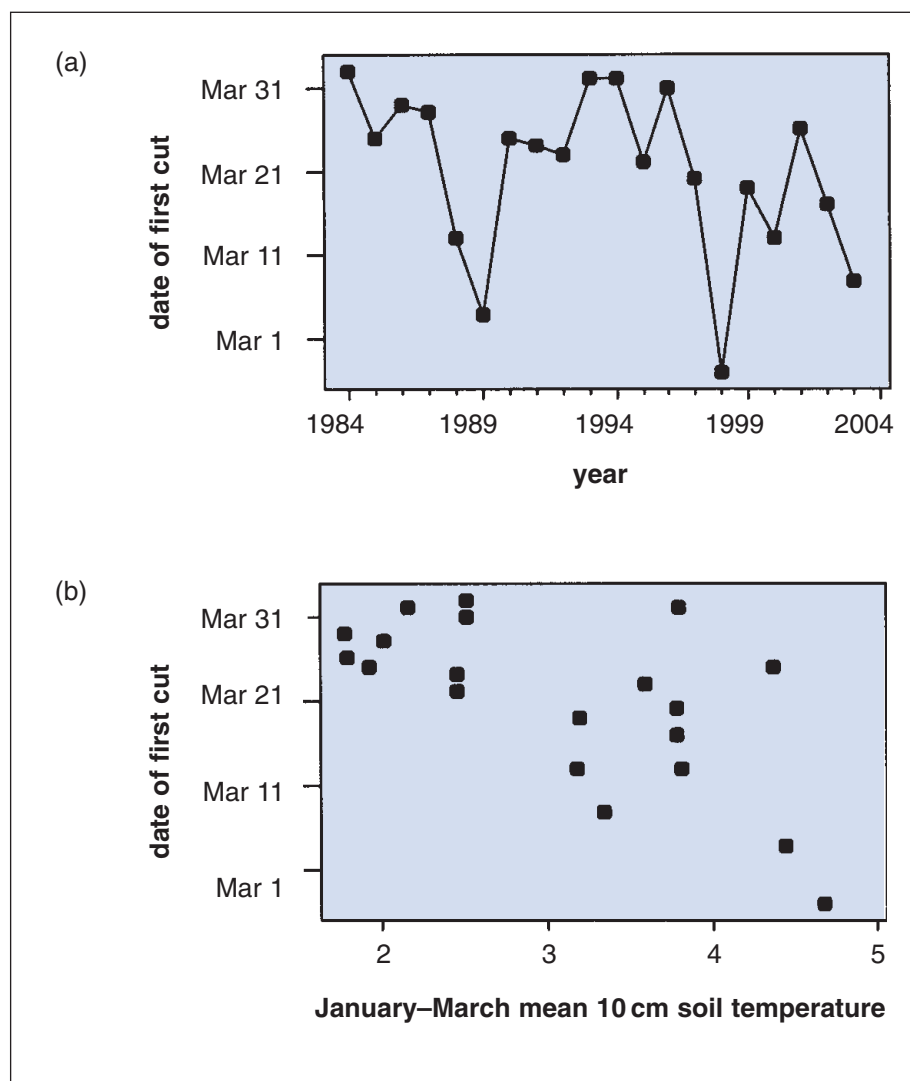 (a)
date of first cut
Mar 31
Mar 21
Mar 11
Mar 1
1984 1989 1994 1999 2004
year
(b)
date of first cut
Mar 31
Mar 21
Mar 11
Mar 1
2 3 4 5
January–March mean 10 cm soil temperature